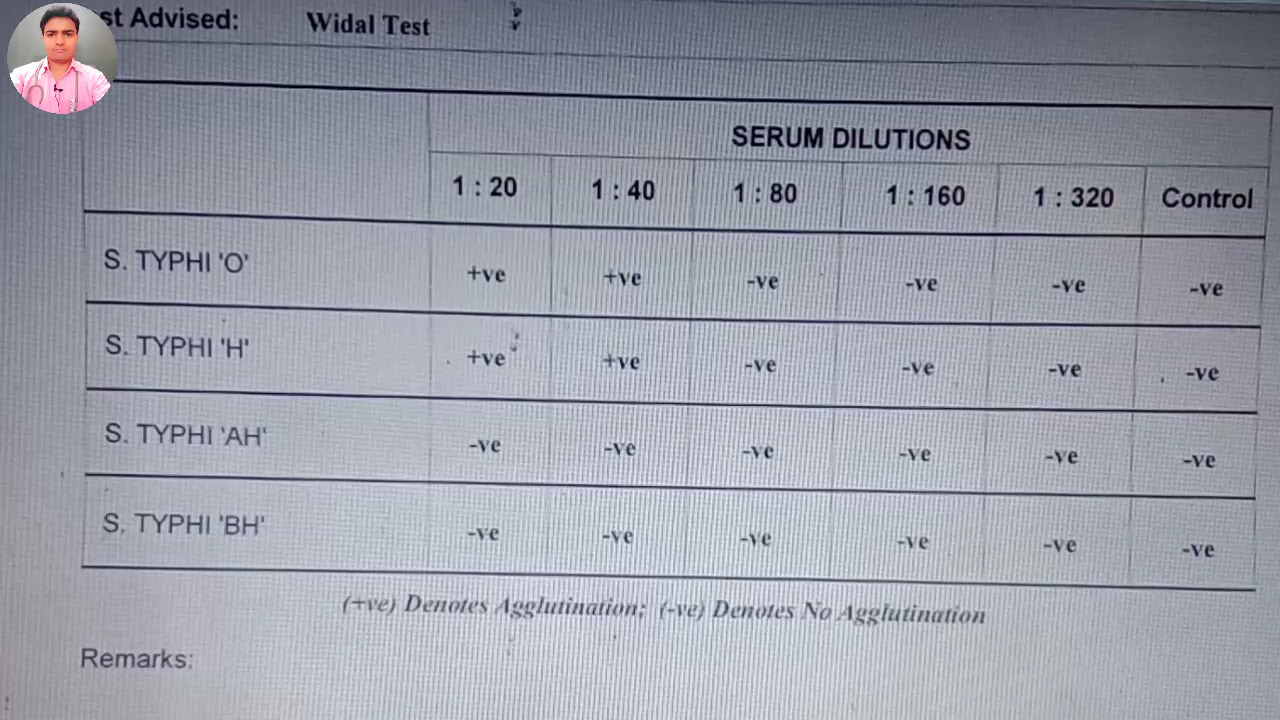 st Advised: Widal Test
SERUM DILUTIONS
1 : 20 1 : 40 1 : 80 1 : 160 1 : 320 Control
S. TYPHI 'O' +ve +ve -ve -ve -ve -ve
S. TYPHI 'H' +ve +ve -ve -ve -ve -ve
S. TYPHI 'AH' -ve -ve -ve -ve -ve -ve
S. TYPHI 'BH' -ve -ve -ve -ve -ve -ve
(+ve) Denotes Agglutination; (-ve) Denotes No Agglutination
Remarks: